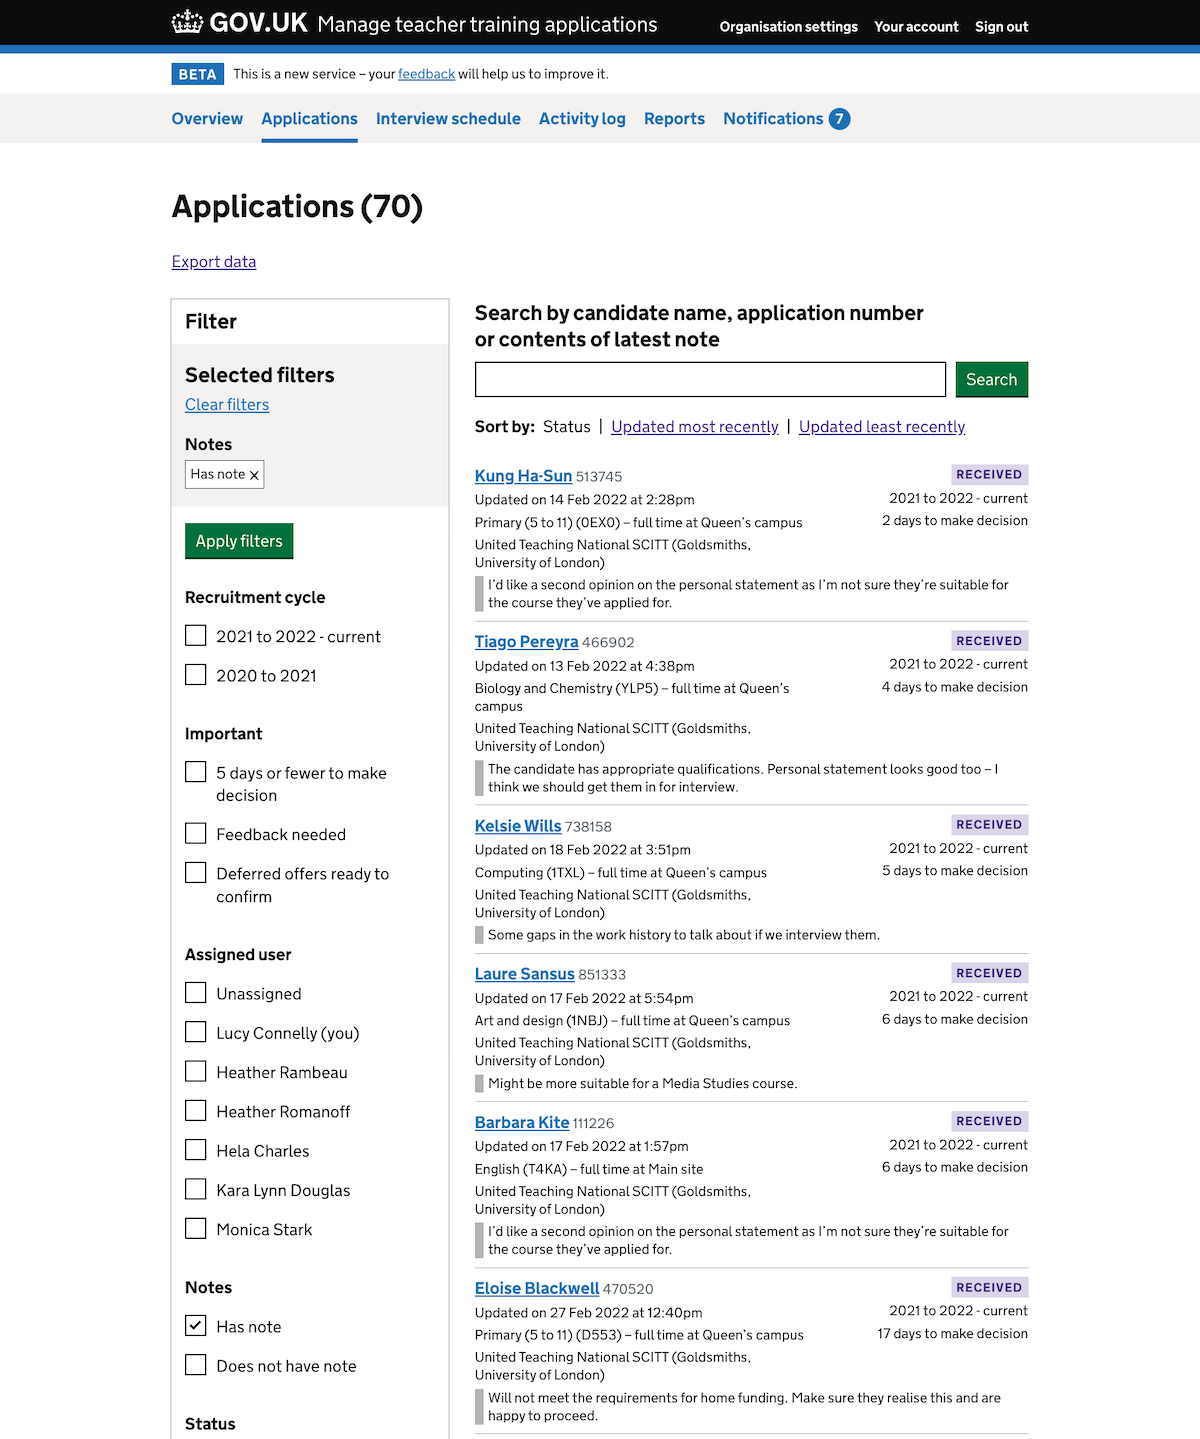 GOV.UK Manage teacher training applications
Organisation settings Your account Sign out
BETA This is a new service – your feedback will help us to improve it.
Overview Applications Interview schedule Activity log Reports Notifications 7
Applications (70)
Export data
Filter
Selected filters
Clear filters
Notes
Has note ×
Apply filters
Recruitment cycle
2021 to 2022 - current
2020 to 2021
Important
5 days or fewer to make
decision
Feedback needed
Deferred offers ready to
confirm
Assigned user
Unassigned
Lucy Connelly (you)
Heather Rambeau
Heather Romanoff
Hela Charles
Kara Lynn Douglas
Monica Stark
Notes
Has note
Does not have note
Status
Search by candidate name, application number
or contents of latest note
Search
Sort by: Status | Updated most recently | Updated least recently
Kung Ha-Sun 513745
RECEIVED
Updated on 14 Feb 2022 at 2:28pm
2021 to 2022 - current
Primary (5 to 11) (0EX0) – full time at Queen’s campus
2 days to make decision
United Teaching National SCITT (Goldsmiths,
University of London)
I’d like a second opinion on the personal statement as I’m not sure they’re suitable for
the course they’ve applied for.
Tiago Pereyra 466902
RECEIVED
Updated on 13 Feb 2022 at 4:38pm
2021 to 2022 - current
Biology and Chemistry (YLP5) – full time at Queen’s
campus
4 days to make decision
United Teaching National SCITT (Goldsmiths,
University of London)
The candidate has appropriate qualifications. Personal statement looks good too – I
think we should get them in for interview.
Kelsie Wills 738158
RECEIVED
Updated on 18 Feb 2022 at 3:51pm
2021 to 2022 - current
Computing (1TXL) – full time at Queen’s campus
5 days to make decision
United Teaching National SCITT (Goldsmiths,
University of London)
Some gaps in the work history to talk about if we interview them.
Laure Sansus 851333
RECEIVED
Updated on 17 Feb 2022 at 5:54pm
2021 to 2022 - current
Art and design (1NBJ) – full time at Queen’s campus
6 days to make decision
United Teaching National SCITT (Goldsmiths,
University of London)
Might be more suitable for a Media Studies course.
Barbara Kite 111226
RECEIVED
Updated on 17 Feb 2022 at 1:57pm
2021 to 2022 - current
English (T4KA) – full time at Main site
6 days to make decision
United Teaching National SCITT (Goldsmiths,
University of London)
I’d like a second opinion on the personal statement as I’m not sure they’re suitable for
the course they’ve applied for.
Eloise Blackwell 470520
RECEIVED
Updated on 27 Feb 2022 at 12:40pm
2021 to 2022 - current
Primary (5 to 11) (D553) – full time at Queen’s campus
17 days to make decision
United Teaching National SCITT (Goldsmiths,
University of London)
Will not meet the requirements for home funding. Make sure they realise this and are
happy to proceed.